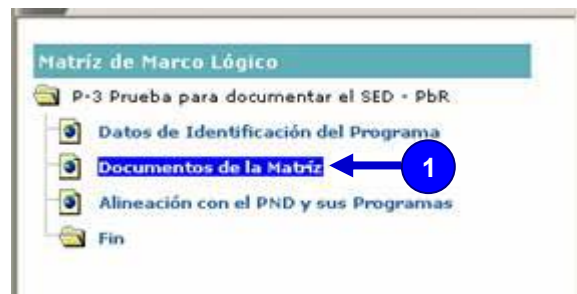 Matríz de Marco Lógico
P-3 Prueba para documentar el SED - PbR
Datos de Identificación del Programa
Documentos de la Matríz
1
Alineación con el PND y sus Programas
Fin